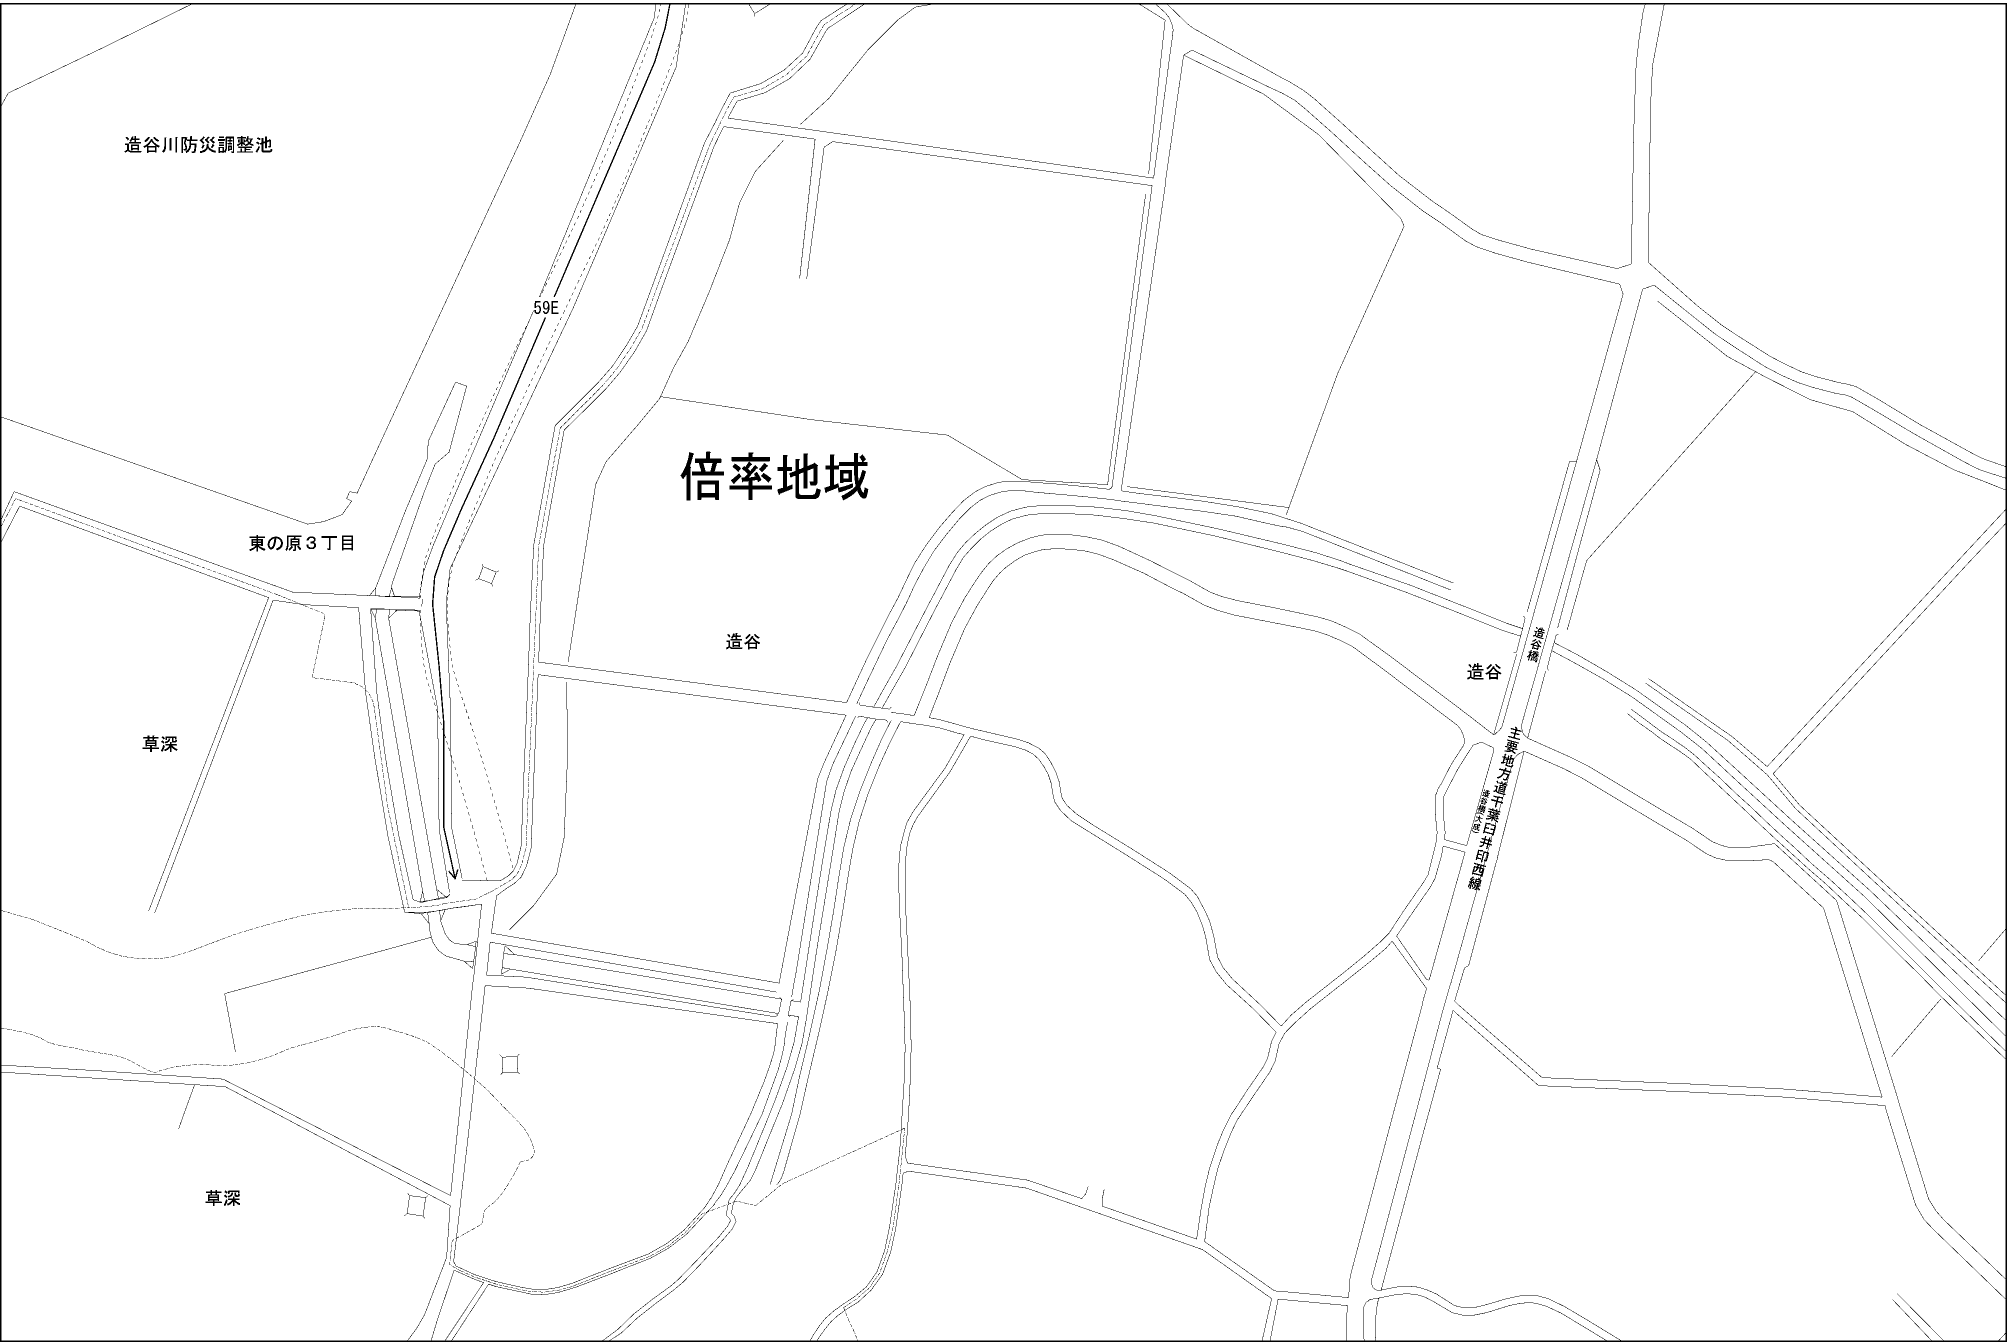 造谷川防災調整池
59E
倍率地域
東の原３丁目
造谷
造谷橋
造谷
草深
主要地方道千葉臼井印西線
草深